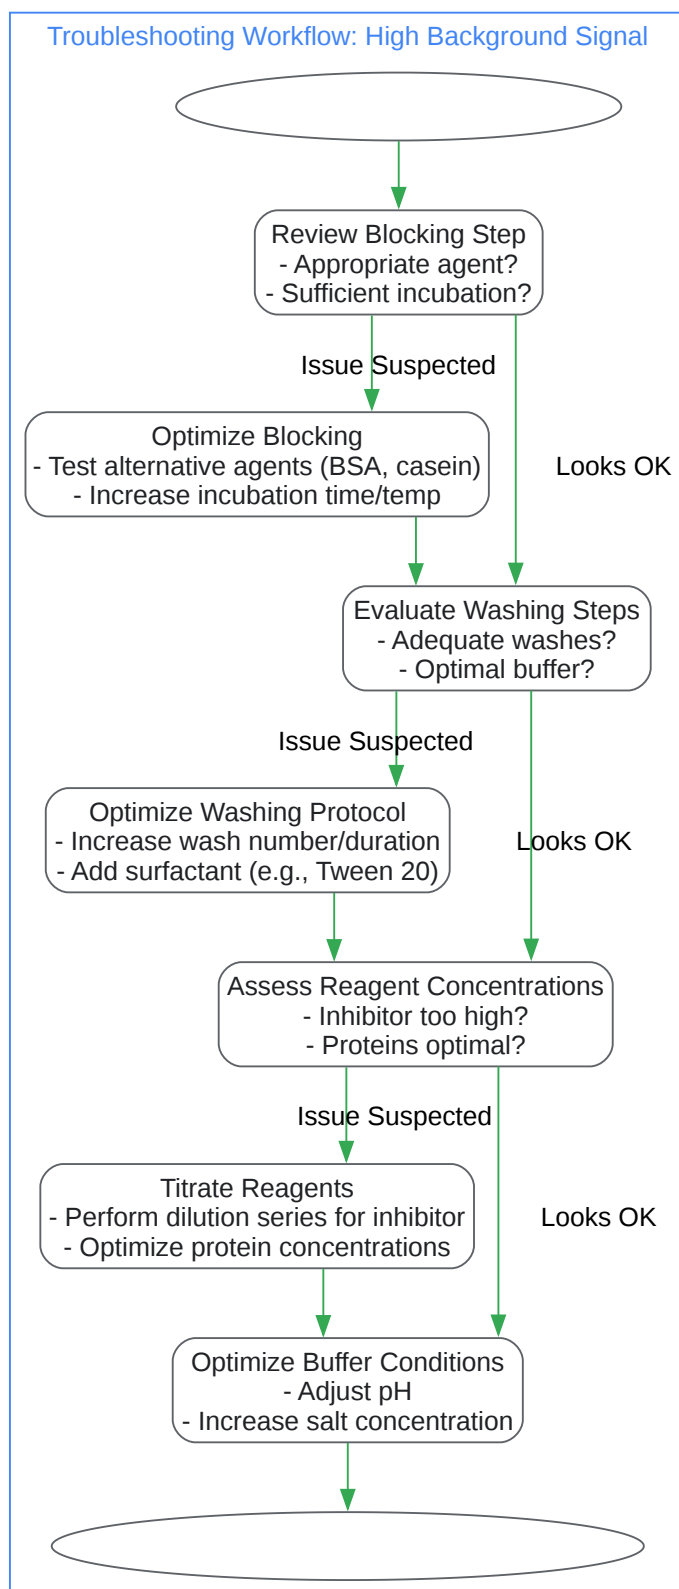 Troubleshooting Workflow: High Background Signal
Review Blocking Step
- Appropriate agent?
- Sufficient incubation?
Issue Suspected
Optimize Blocking
- Test alternative agents (BSA, casein)
- Increase incubation time/temp
Looks OK
Evaluate Washing Steps
- Adequate washes?
- Optimal buffer?
Issue Suspected
Optimize Washing Protocol
- Increase wash number/duration
- Add surfactant (e.g., Tween 20)
Looks OK
Assess Reagent Concentrations
- Inhibitor too high?
- Proteins optimal?
Issue Suspected
Titrate Reagents
- Perform dilution series for inhibitor
- Optimize protein concentrations
Looks OK
Optimize Buffer Conditions
- Adjust pH
- Increase salt concentration